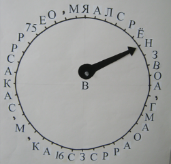 О , М Я А Л С Р Ё Н З В О А , Г М А О А Р Р А О С З С 16 А К , М , С А К А С Р Р 75 Е
В